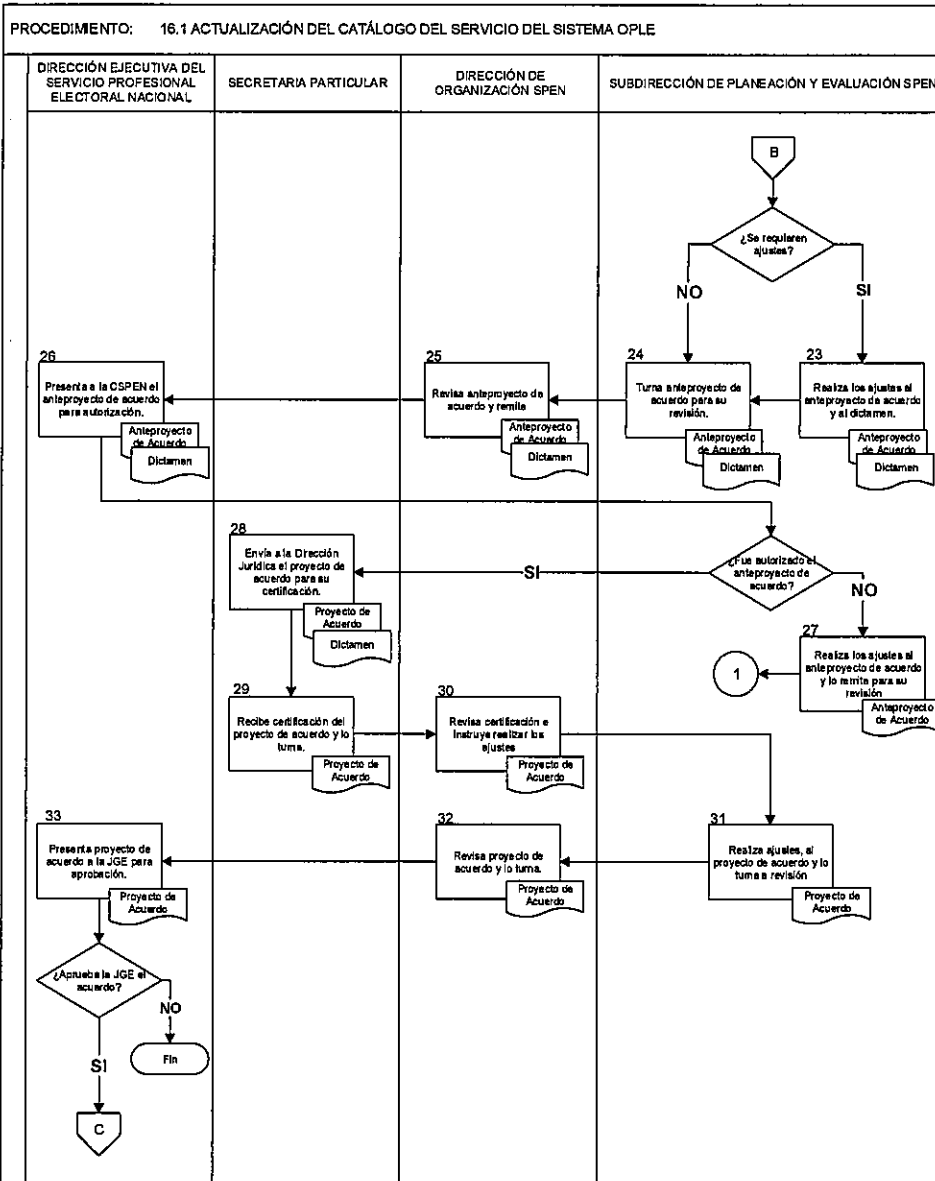 PROCEDIMIENTO: 16.1 ACTUALIZACIÓN DEL CATÁLOGO DEL SERVICIO DEL SISTEMA OPLE
DIRECCIÓN EJECUTIVA DEL
SERVICIO PROFESIONAL
ELECTORAL NACIONAL
SECRETARIA PARTICULAR
DIRECCIÓN DE
ORGANIZACIÓN SPEN
SUBDIRECCIÓN DE PLANEACIÓN Y EVALUACIÓN SPEN
B
¿Se requieren
ajustes?
NO
SI
26
Presenta a la CSPEN el
anteproyecto de acuerdo
para autorización.
Anteproyecto
de Acuerdo
Dictamen
25
Revisa anteproyecto de
acuerdo y remite
Anteproyecto
de Acuerdo
Dictamen
24
Turna anteproyecto de
acuerdo para su
revisión.
Anteproyecto
de Acuerdo
Dictamen
23
Realiza los ajustes al
anteproyecto de acuerdo
y al dictamen.
Anteproyecto
de Acuerdo
Dictamen
28
Envía a la Dirección
Jurídica el proyecto de
acuerdo para su
certificación.
Proyecto de
Acuerdo
Dictamen
SI
¿Fue autorizado el
anteproyecto de
acuerdo?
NO
27
Realiza los ajustes al
anteproyecto de acuerdo
y lo remite para su
revisión
Anteproyecto
de Acuerdo
1
29
Recibe certificación del
proyecto de acuerdo y lo
turna.
Proyecto de
Acuerdo
30
Revisa certificación e
instruye realizar los
ajustes
Proyecto de
Acuerdo
33
Presenta proyecto de
acuerdo a la JGE para
aprobación.
Proyecto de
Acuerdo
32
Revisa proyecto de
acuerdo y lo turna.
Proyecto de
Acuerdo
31
Realiza ajustes, al
proyecto de acuerdo y lo
turna a revisión
Proyecto de
Acuerdo
¿Aprueba la JGE el
acuerdo?
NO
Fin
SI
C